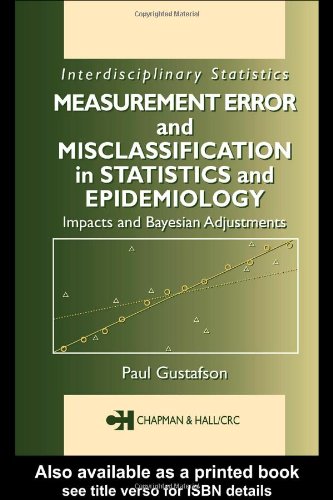 Interdisciplinary Statistics
MEASUREMENT ERROR
and
MISCLASSIFICATION
in STATISTICS and
EPIDEMIOLOGY
Impacts and Bayesian Adjustments
Paul Gustafson
CH CHAPMAN & HALL/CRC
Also available as a printed book
see title verso for ISBN details